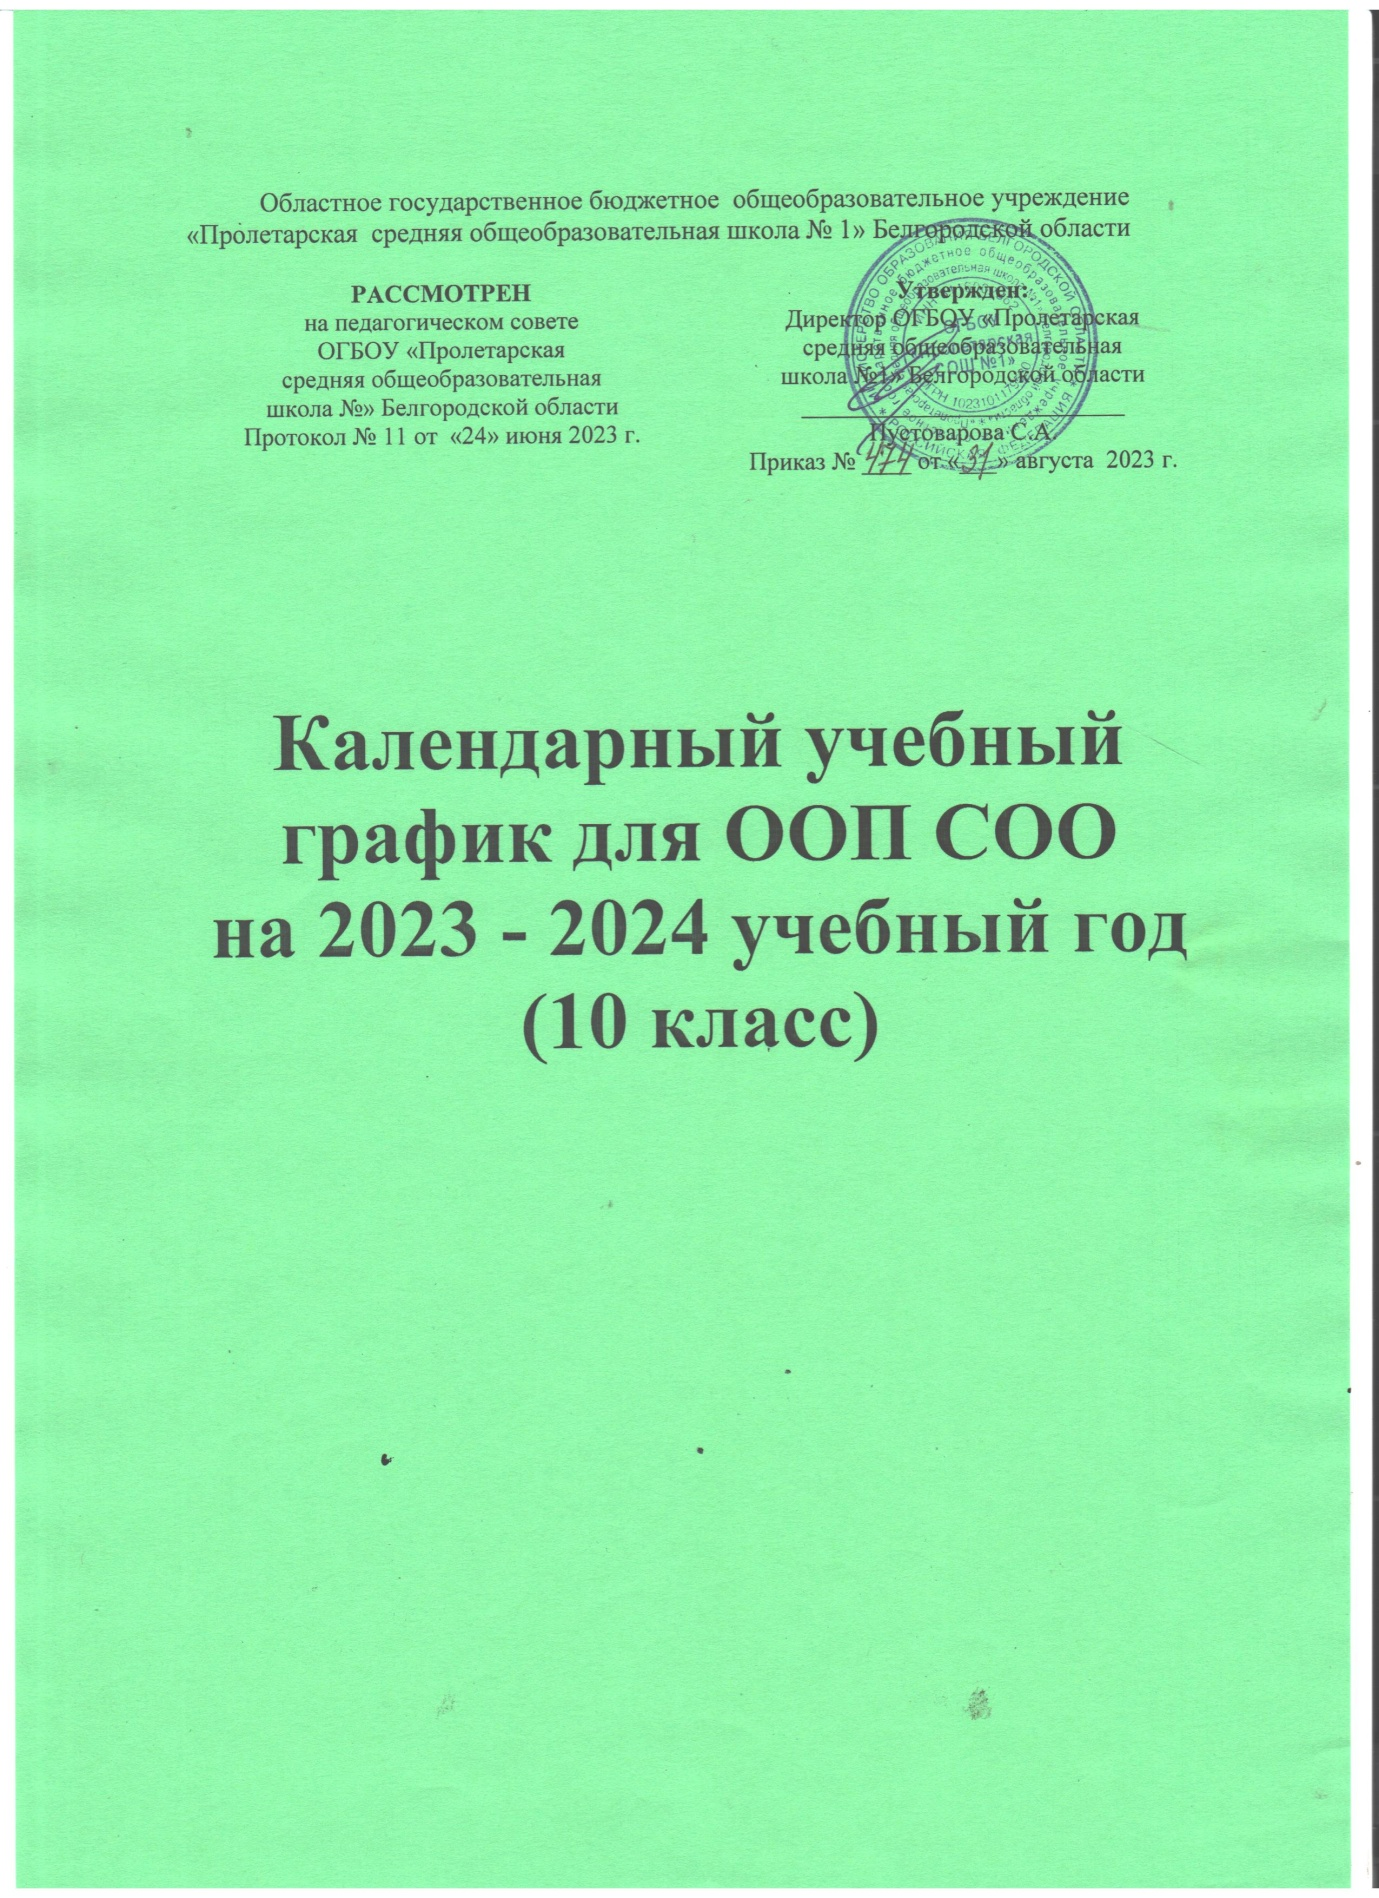 Областное государственное бюджетное общеобразовательное учреждение
«Пролетарская средняя общеобразовательная школа № 1» Белгородской области
РАССМОТРЕН
на педагогическом совете
ОГБОУ «Пролетарская
средняя общеобразовательная
школа №» Белгородской области
Протокол № 11 от «24» июня 2023 г.
Утвержден:
Директор ОГБОУ «Пролетарская
средняя общеобразовательная
школа №1» Белгородской области
Пустоварова С.А.
Приказ № 474 от «31» августа 2023 г.
Календарный учебный
график для ООП СОО
на 2023 - 2024 учебный год
(10 класс)